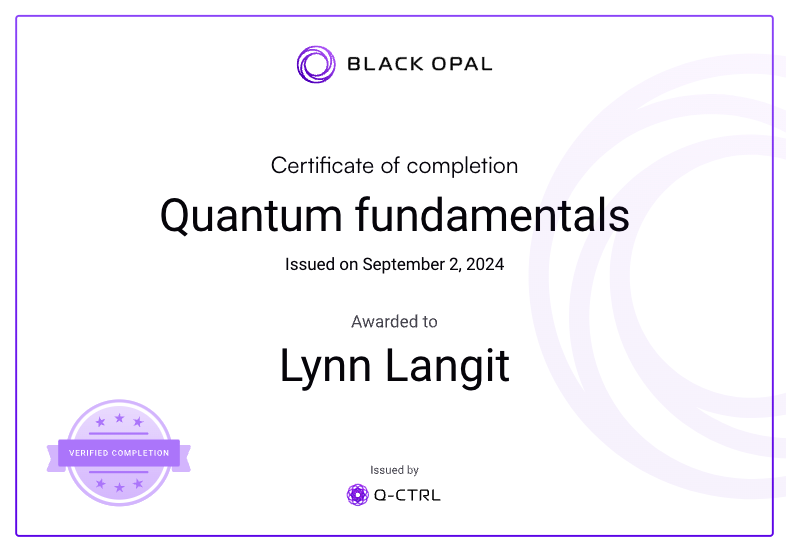 BLACK OPAL
Certificate of completion
Quantum fundamentals
Issued on September 2, 2024
Awarded to
Lynn Langit
VERIFIED COMPLETION
Issued by
Q-CTRL